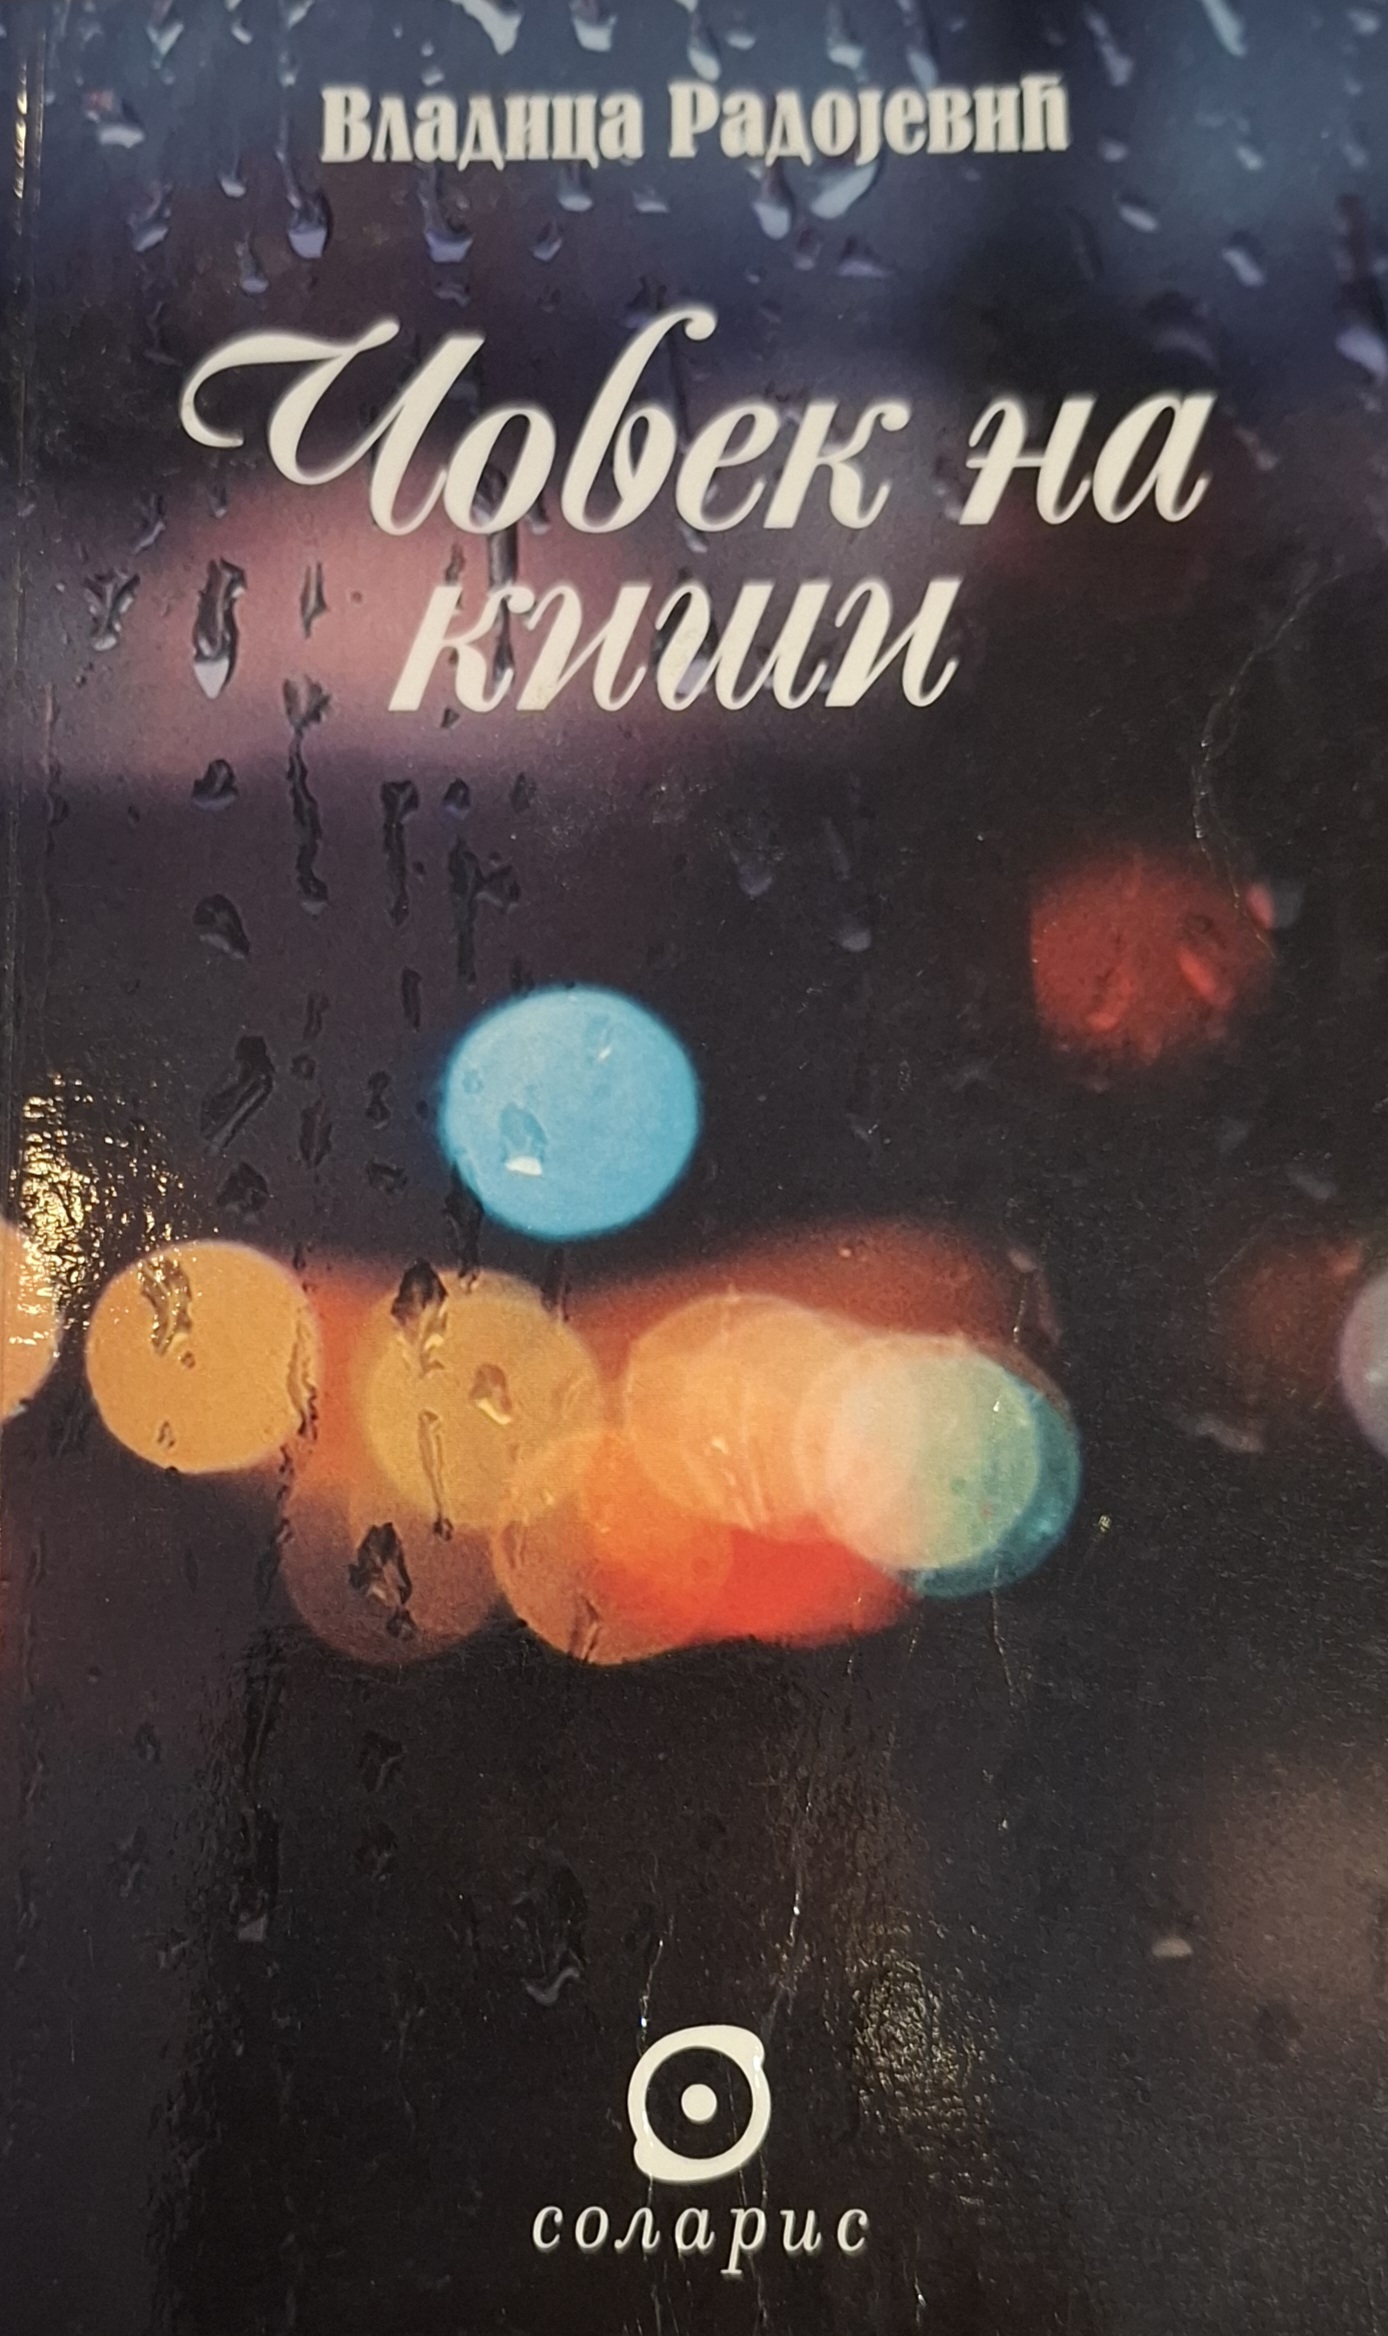 Владица Радојевић
Човек на
киши
соларис